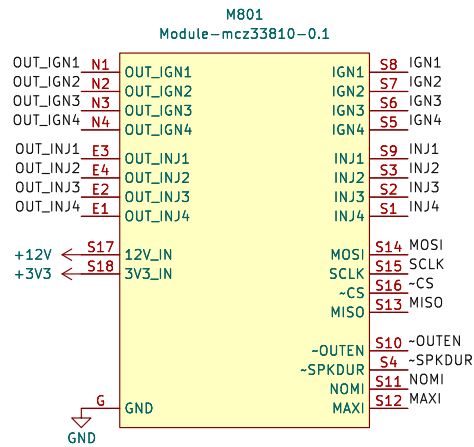 M801
Module-mcz33810-0.1
OUT_IGN1 N1 OUT_IGN1 IGN1 S8 IGN1
OUT_IGN2 N2 OUT_IGN2 IGN2 S7 IGN2
OUT_IGN3 N3 OUT_IGN3 IGN3 S6 IGN3
OUT_IGN4 N4 OUT_IGN4 IGN4 S5 IGN4
OUT_INJ1 E3 OUT_INJ1 INJ1 S9 INJ1
OUT_INJ2 E4 OUT_INJ2 INJ2 S3 INJ2
OUT_INJ3 E2 OUT_INJ3 INJ3 S2 INJ3
OUT_INJ4 E1 OUT_INJ4 INJ4 S1 INJ4
+12V S17 12V_IN MOSI S14 MOSI
+3V3 S18 3V3_IN SCLK S15 SCLK
~CS S16 ~CS
MISO S13 MISO
~OUTEN S10 ~OUTEN
~SPKDUR S4 ~SPKDUR
NOMI S11 NOMI
G GND MAXI S12 MAXI
GND